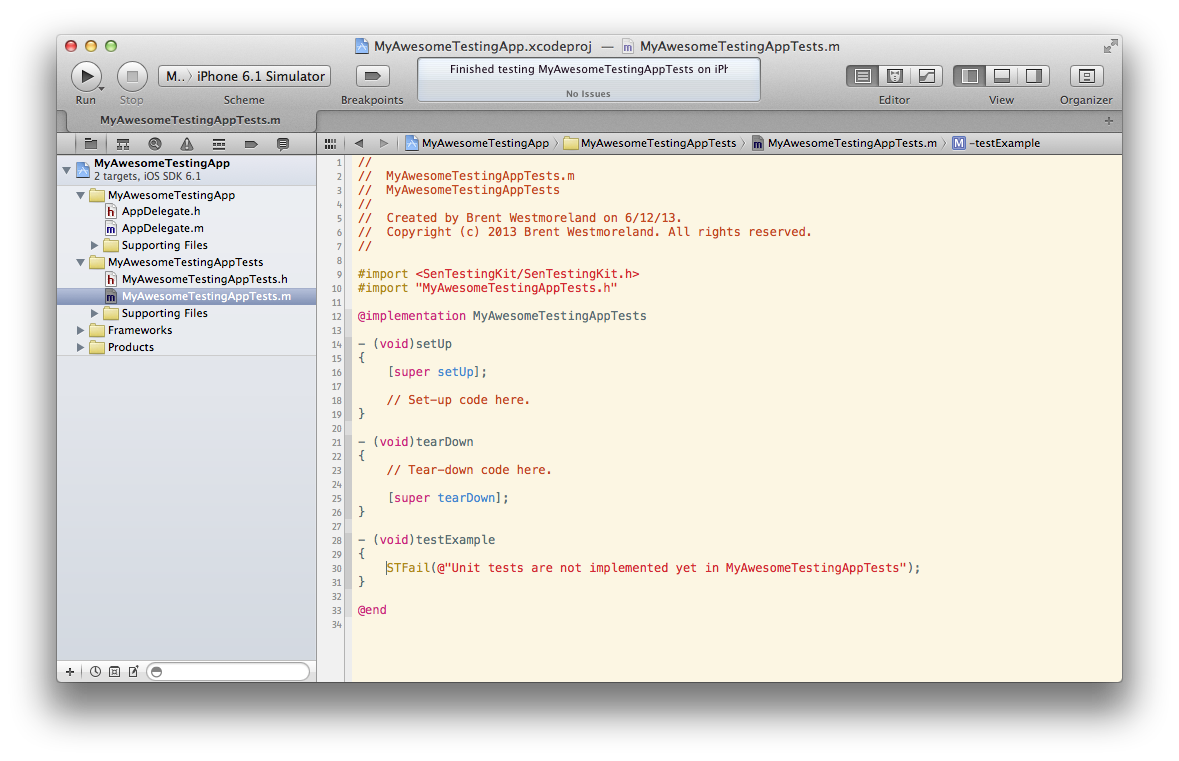 MyAwesomeTestingApp.xcodeproj — MyAwesomeTestingAppTests.m
M.. 〉 iPhone 6.1 Simulator
Finished testing MyAwesomeTestingAppTests on iPh
No Issues
Run Stop Scheme Breakpoints Editor View Organizer
MyAwesomeTestingAppTests.m
MyAwesomeTestingApp 〉 MyAwesomeTestingAppTests 〉 MyAwesomeTestingAppTests.m 〉 M -testExample
MyAwesomeTestingApp
2 targets, iOS SDK 6.1
MyAwesomeTestingApp
h AppDelegate.h
m AppDelegate.m
Supporting Files
MyAwesomeTestingAppTests
h MyAwesomeTestingAppTests.h
m MyAwesomeTestingAppTests.m
Supporting Files
Frameworks
Products
1 //
2 //  MyAwesomeTestingAppTests.m
3 //  MyAwesomeTestingAppTests
4 //
5 //  Created by Brent Westmoreland on 6/12/13.
6 //  Copyright (c) 2013 Brent Westmoreland. All rights reserved.
7 //
8
9 #import <SenTestingKit/SenTestingKit.h>
10 #import "MyAwesomeTestingAppTests.h"
11
12 @implementation MyAwesomeTestingAppTests
13
14 - (void)setUp
15 {
16     [super setUp];
17
18     // Set-up code here.
19 }
20
21 - (void)tearDown
22 {
23     // Tear-down code here.
24
25     [super tearDown];
26 }
27
28 - (void)testExample
29 {
30     STFail(@"Unit tests are not implemented yet in MyAwesomeTestingAppTests");
31 }
32
33 @end
34